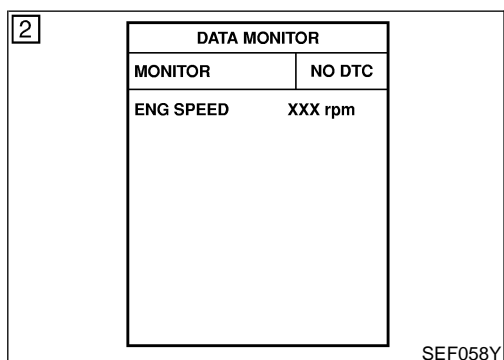 2
DATA MONITOR
MONITOR NO DTC
ENG SPEED XXX rpm
SEF058Y